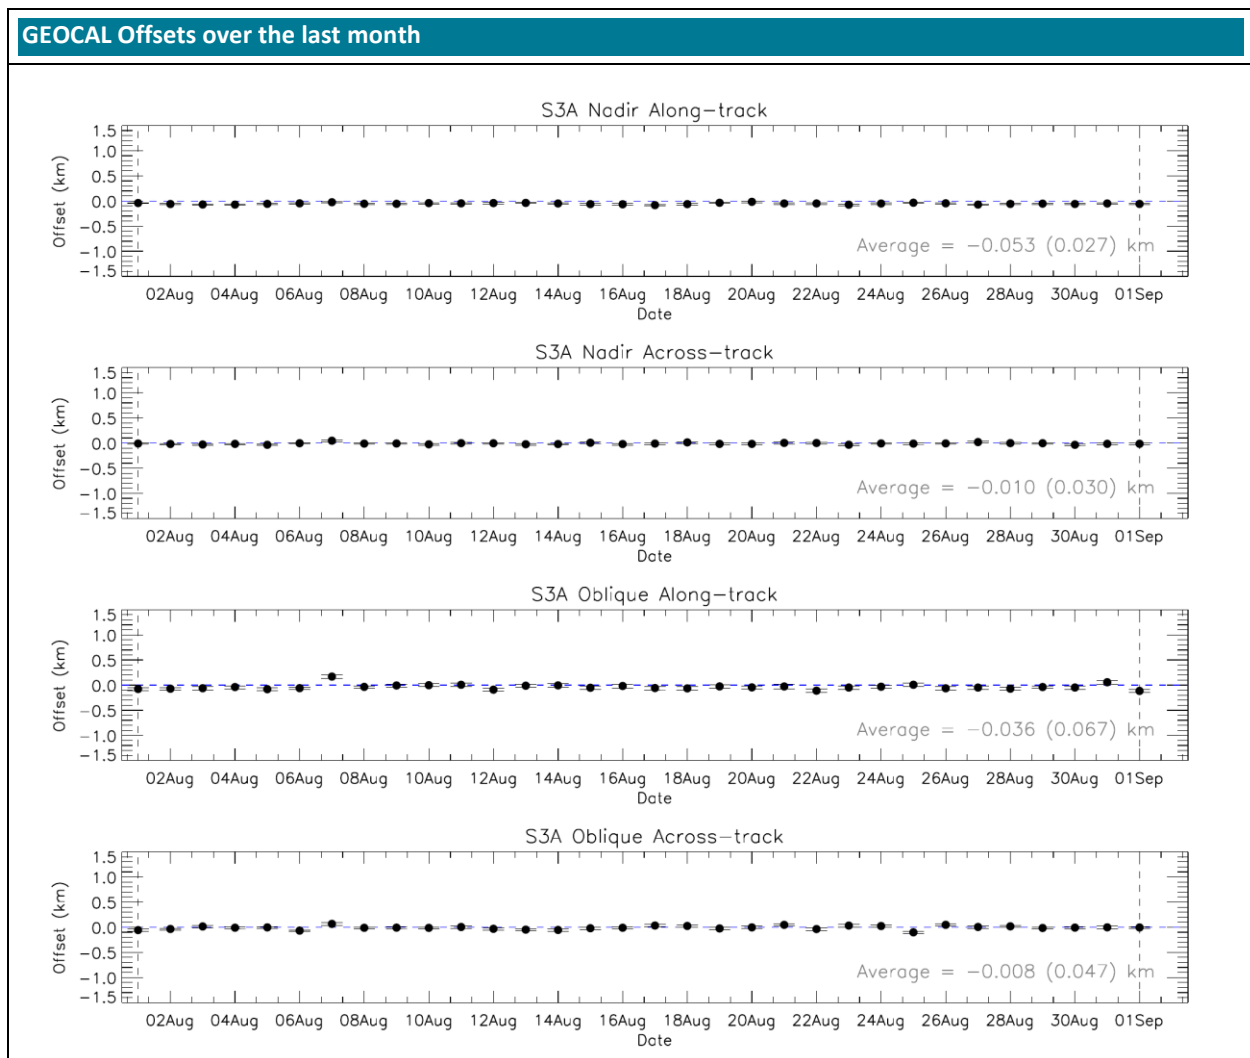 GEOCAL Offsets over the last month
S3A Nadir Along-track
1.5
1.0
0.5
0.0
-0.5
-1.0
-1.5
Offset (km)
Average = -0.053 (0.027) km
02Aug 04Aug 06Aug 08Aug 10Aug 12Aug 14Aug 16Aug 18Aug 20Aug 22Aug 24Aug 26Aug 28Aug 30Aug 01Sep
Date
S3A Nadir Across-track
1.5
1.0
0.5
0.0
-0.5
-1.0
-1.5
Offset (km)
Average = -0.010 (0.030) km
02Aug 04Aug 06Aug 08Aug 10Aug 12Aug 14Aug 16Aug 18Aug 20Aug 22Aug 24Aug 26Aug 28Aug 30Aug 01Sep
Date
S3A Oblique Along-track
1.5
1.0
0.5
0.0
-0.5
-1.0
-1.5
Offset (km)
Average = -0.036 (0.067) km
02Aug 04Aug 06Aug 08Aug 10Aug 12Aug 14Aug 16Aug 18Aug 20Aug 22Aug 24Aug 26Aug 28Aug 30Aug 01Sep
Date
S3A Oblique Across-track
1.5
1.0
0.5
0.0
-0.5
-1.0
-1.5
Offset (km)
Average = -0.008 (0.047) km
02Aug 04Aug 06Aug 08Aug 10Aug 12Aug 14Aug 16Aug 18Aug 20Aug 22Aug 24Aug 26Aug 28Aug 30Aug 01Sep
Date